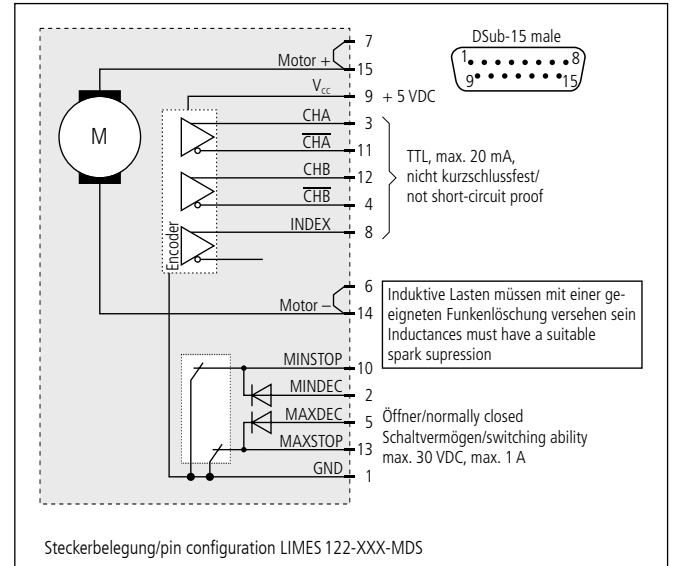 DSub-15 male
1 8
9 15
7
Motor +
15
Vcc
9 + 5 VDC
CHA
3
CHA
11
CHB
12
CHB
4
INDEX
8
TTL, max. 20 mA,
nicht kurzschlussfest/
not short-circuit proof
M
Encoder
6
Motor –
14
Induktive Lasten müssen mit einer ge-
eigneten Funkenlöschung versehen sein
Inductances must have a suitable
spark supression
MINSTOP
10
MINDEC
2
MAXDEC
5
MAXSTOP
13
GND
1
Öffner/normally closed
Schaltvermögen/switching ability
max. 30 VDC, max. 1 A
Steckerbelegung/pin configuration LIMES 122-XXX-MDS